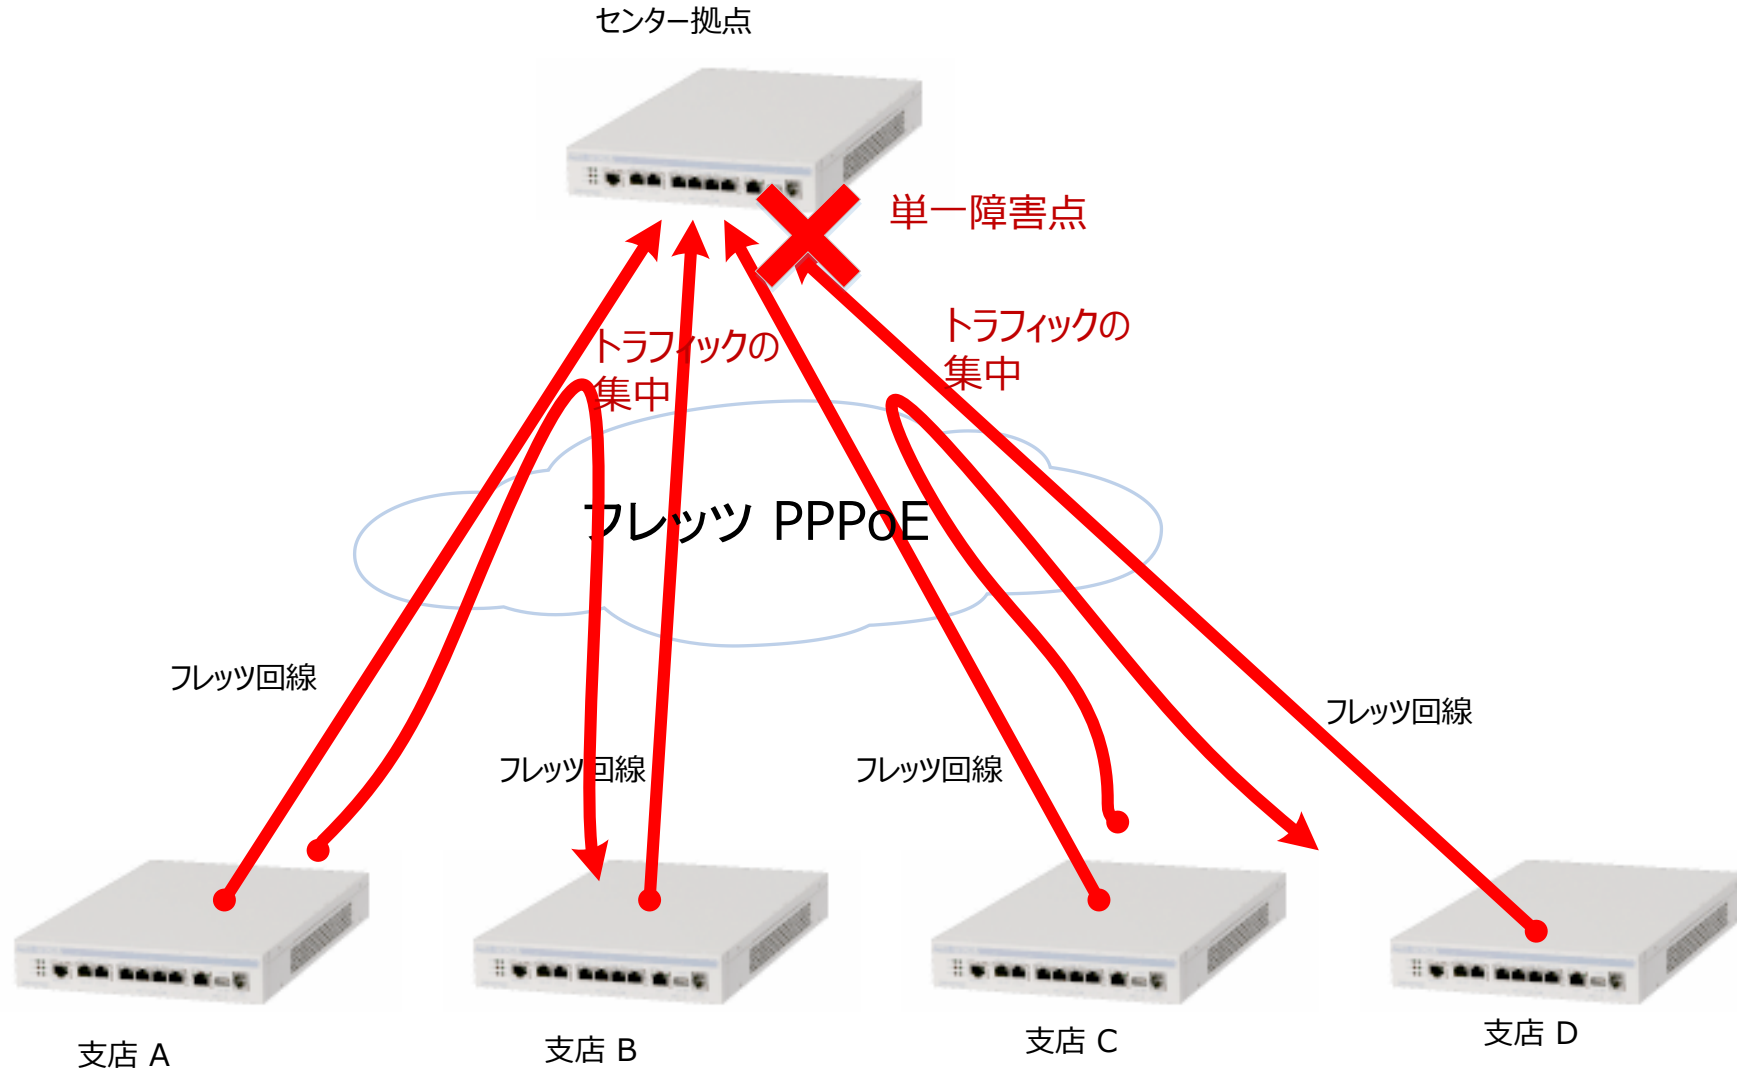 センター拠点
単一障害点
トラフィックの
集中
トラフィックの
集中
フレッツ PPPoE
フレッツ回線
フレッツ回線
フレッツ回線
フレッツ回線
支店 A
支店 B
支店 C
支店 D